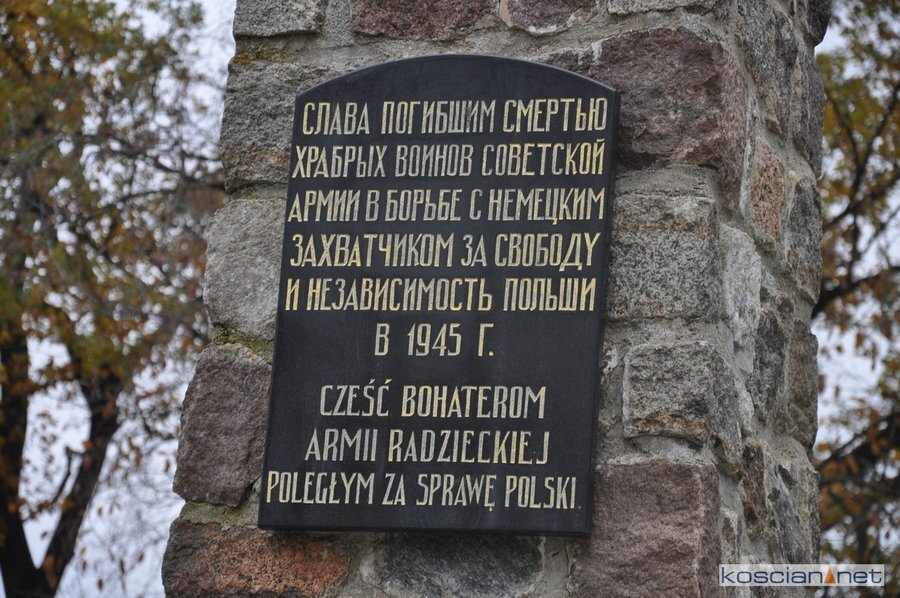 СЛАВА ПОГИБШИМ СМЕРТЬЮ
ХРАБРЫХ ВОИНОВ СОВЕТСКОЙ
АРМИИ В БОРЬБЕ С НЕМЕЦКИМ
ЗАХВАТЧИКОМ ЗА СВОБОДУ
И НЕЗАВИСИМОСТЬ ПОЛЬШИ
В 1945 Г.
CZEŚĆ BOHATEROM
ARMII RADZIECKIEJ
POLEGŁYM ZA SPRAWĘ POLSKI
koscian.net